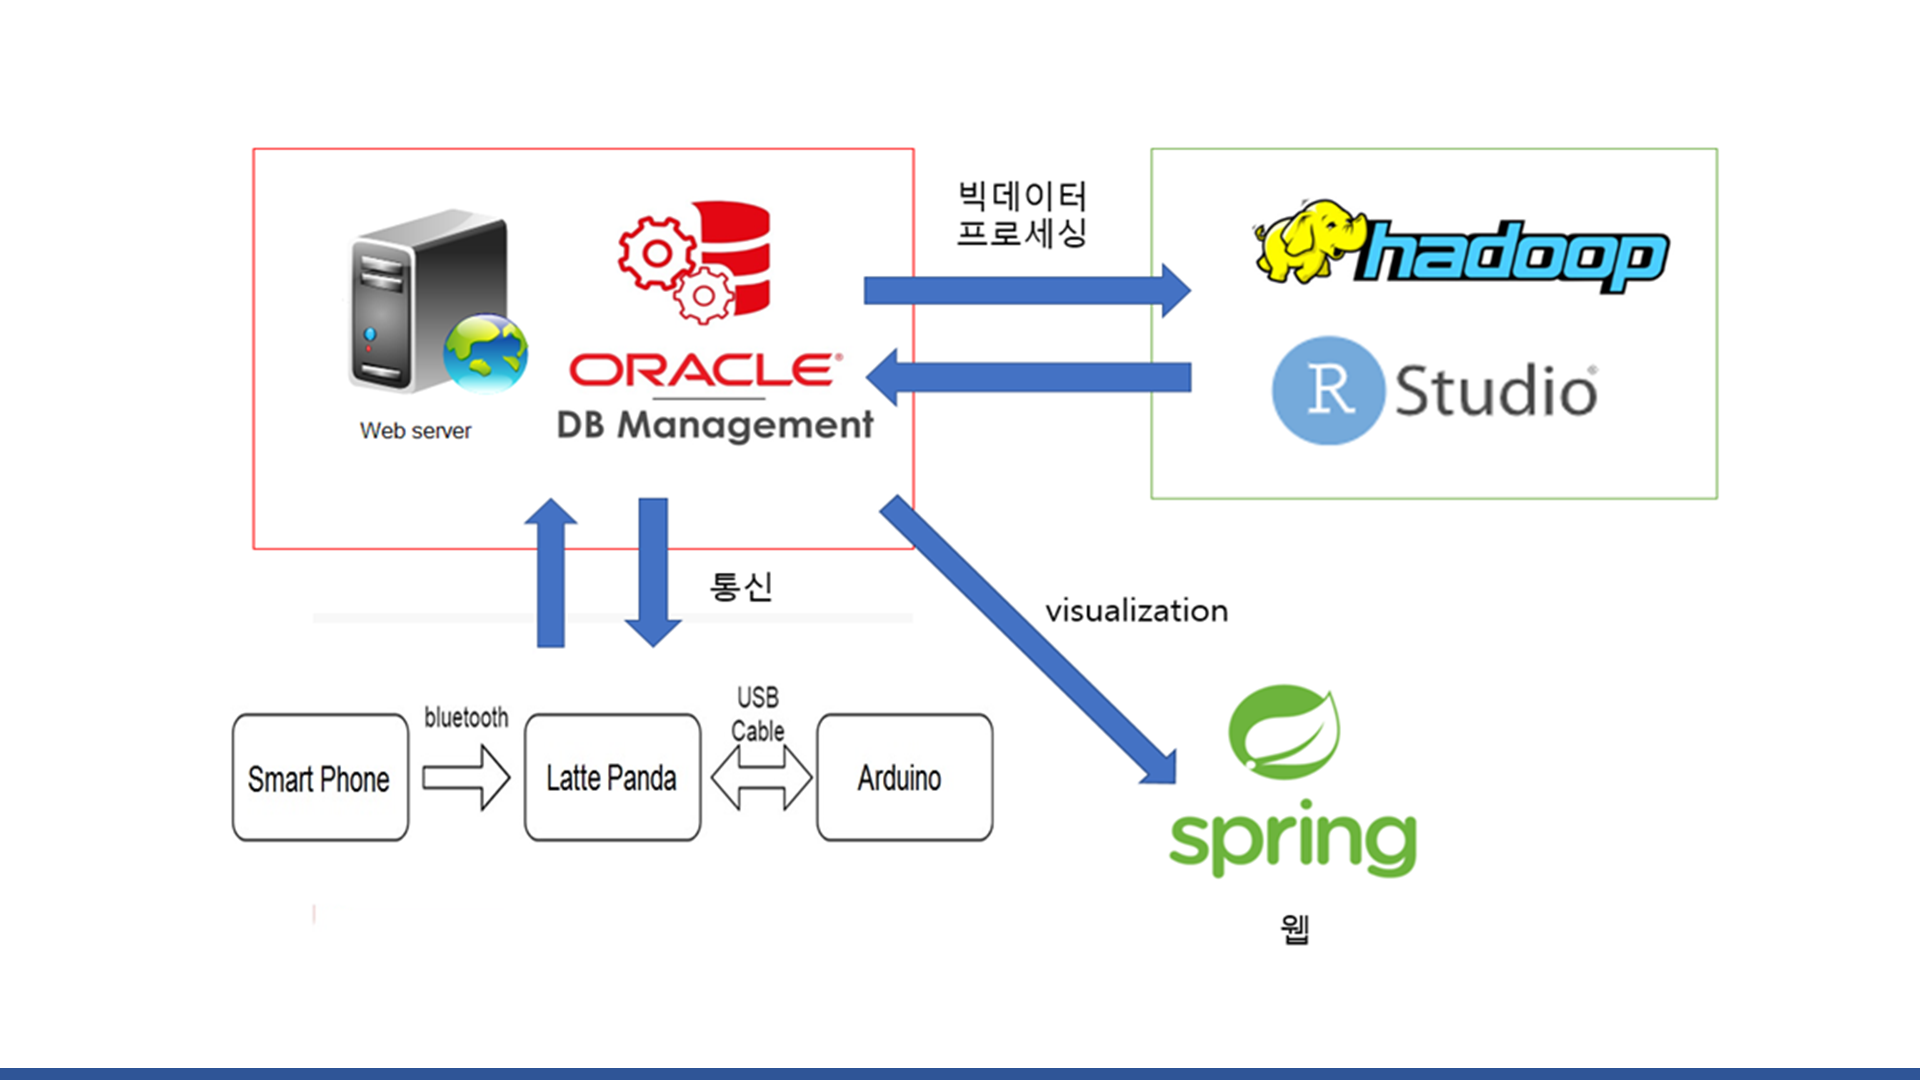 빅데이터
프로세싱
hadoop
ORACLE®
DB Management
Web server
R Studio®
통신
visualization
bluetooth
USB
Cable
Smart Phone
Latte Panda
Arduino
spring
웹